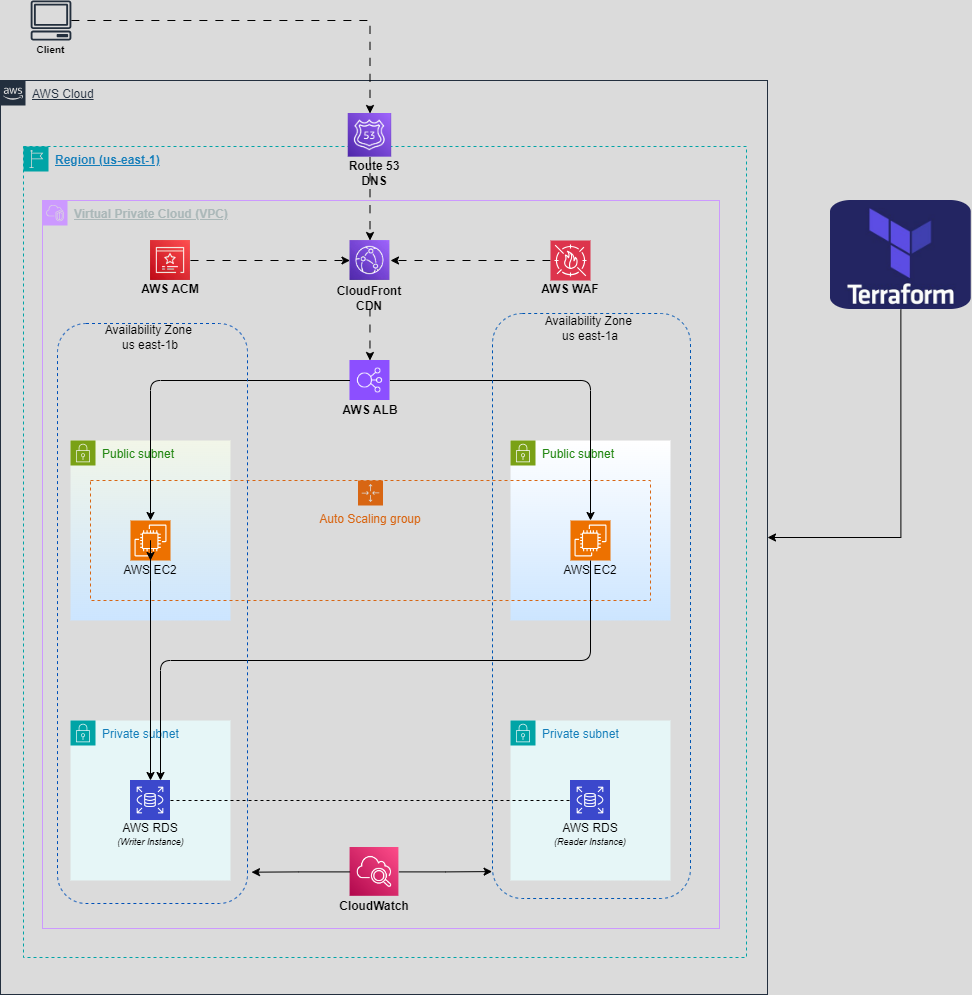 Client
aws
AWS Cloud
53
Route 53
DNS
Region (us-east-1)
Virtual Private Cloud (VPC)
AWS ACM
CloudFront
CDN
AWS WAF
Terraform
Availability Zone
us east-1b
Availability Zone
us east-1a
AWS ALB
Public subnet
Public subnet
Auto Scaling group
AWS EC2
AWS EC2
Private subnet
Private subnet
AWS RDS
(Writer Instance)
AWS RDS
(Reader Instance)
CloudWatch